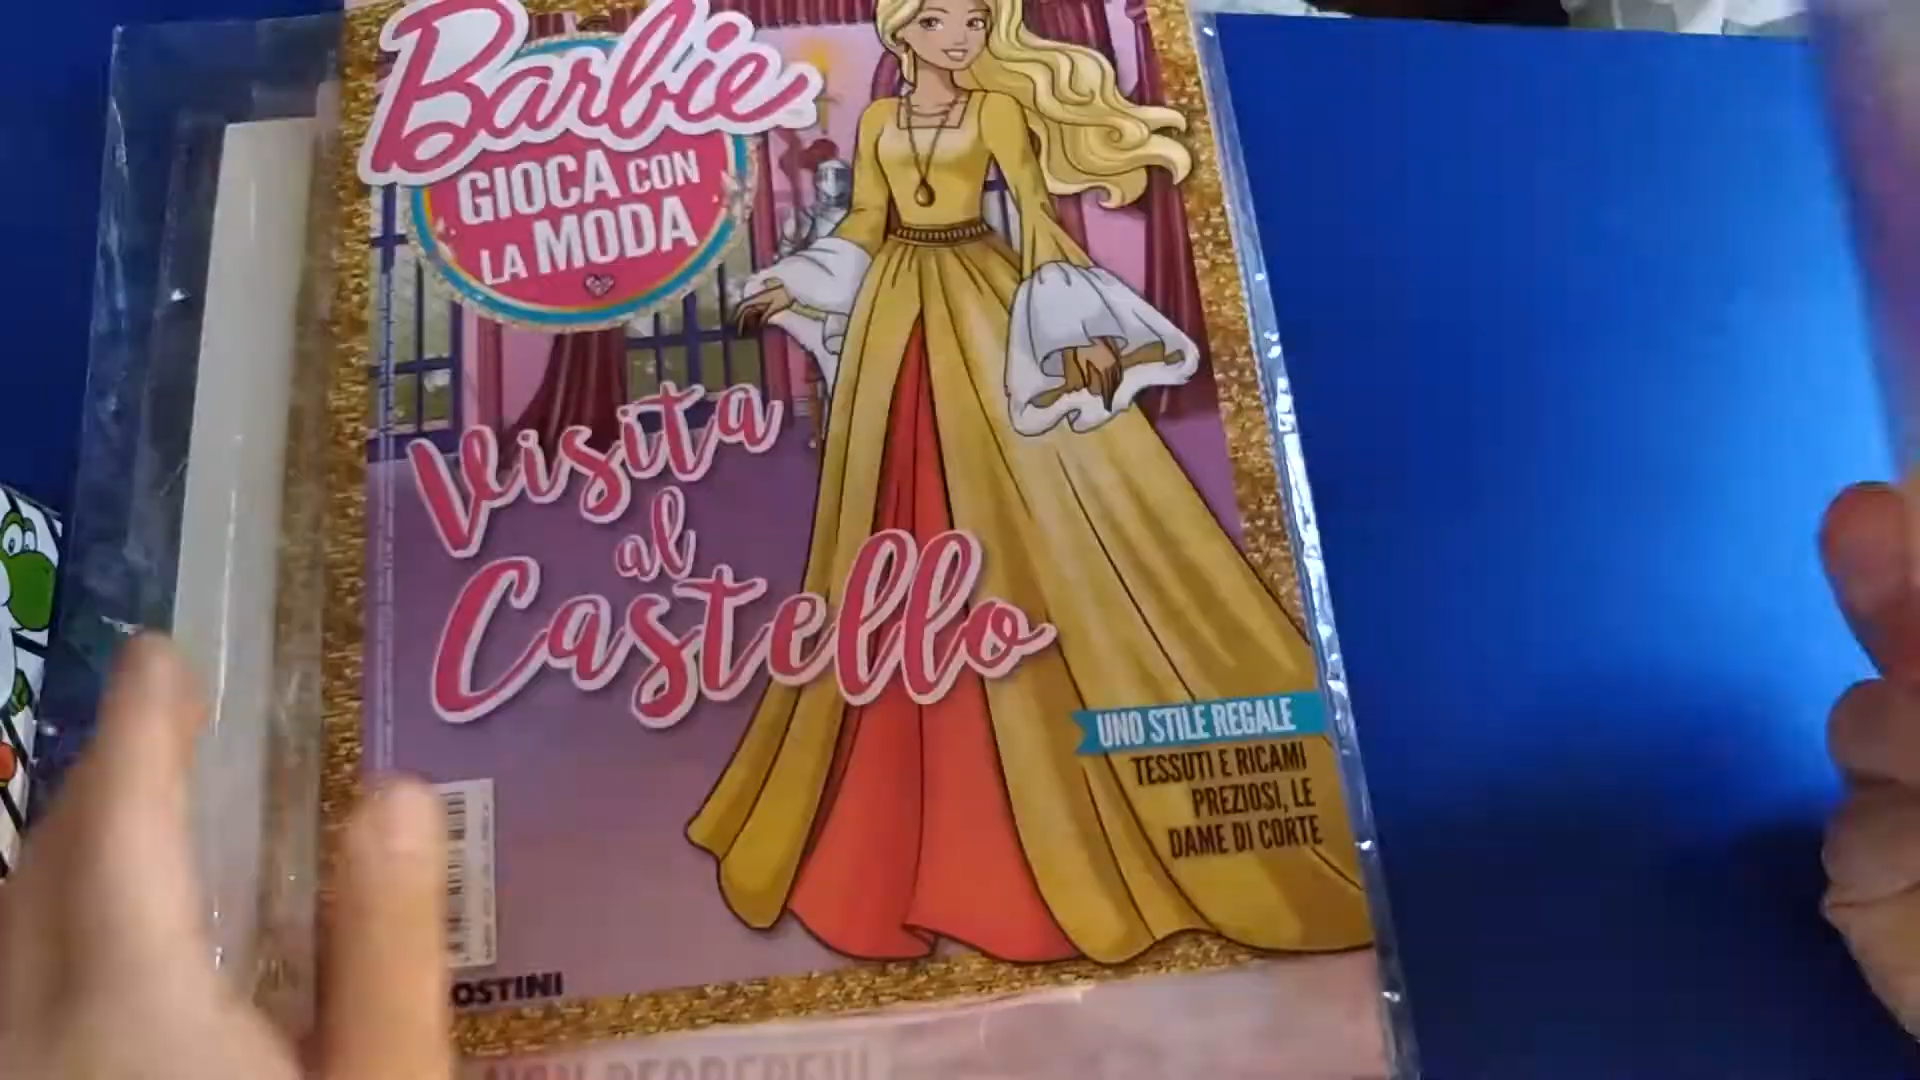 Barbie
GIOCA CON
LA MODA
Visita
al
Castello
UNO STILE REGALE
TESSUTI E RICAMI
PREZIOSI, LE
DAME DI CORTE
OSTINI